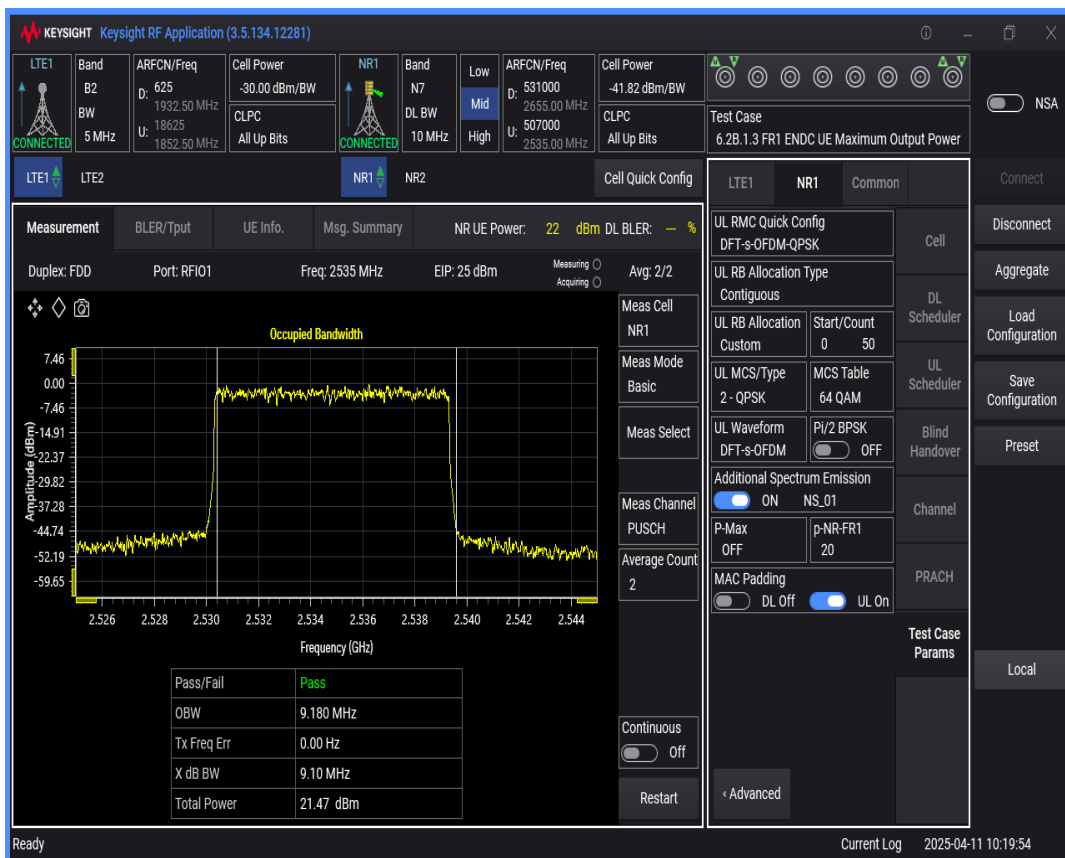 KEYSIGHT Keysight RF Application (3.5.134.12281)
LTE1
CONNECTED
Band
B2
BW
5 MHz
ARFCN/Freq
D: 625
1932.50 MHz
U: 18625
1852.50 MHz
Cell Power
-30.00 dBm/BW
CLPC
All Up Bits
NR1
CONNECTED
Band
N7
DL BW
10 MHz
Low
Mid
High
ARFCN/Freq
D: 531000
2655.00 MHz
U: 507000
2535.00 MHz
Cell Power
-41.82 dBm/BW
CLPC
All Up Bits
Test Case
6.2B.1.3 FR1 ENDC UE Maximum Output Power
NSA
LTE1 LTE2
NR1 NR2
Cell Quick Config
Measurement BLER/Tput UE Info. Msg. Summary NR UE Power: 22 dBm DL BLER: — %
Duplex: FDD Port: RFIO1 Freq: 2535 MHz EIP: 25 dBm Measuring Acquiring Avg: 2/2
Occupied Bandwidth
Amplitude (dBm)
7.46
0.00
-7.46
-14.91
-22.37
-29.82
-37.28
-44.74
-52.19
-59.65
2.526 2.528 2.530 2.532 2.534 2.536 2.538 2.540 2.542 2.544
Frequency (GHz)
Pass/Fail Pass
OBW 9.180 MHz
Tx Freq Err 0.00 Hz
X dB BW 9.10 MHz
Total Power 21.47 dBm
Meas Cell
NR1
Meas Mode
Basic
Meas Select
Meas Channel
PUSCH
Average Count
2
Continuous
Off
Restart
LTE1 NR1 Common
UL RMC Quick Config
DFT-s-OFDM-QPSK
UL RB Allocation Type
Contiguous
UL RB Allocation
Custom
Start/Count
0 50
UL MCS/Type
2 - QPSK
MCS Table
64 QAM
UL Waveform
DFT-s-OFDM
Pi/2 BPSK
OFF
Additional Spectrum Emission
ON NS_01
P-Max
OFF
p-NR-FR1
20
MAC Padding
DL Off UL On
‹ Advanced
Cell
DL
Scheduler
UL
Scheduler
Blind
Handover
Channel
PRACH
Test Case
Params
Connect
Disconnect
Aggregate
Load
Configuration
Save
Configuration
Preset
Local
Ready Current Log 2025-04-11 10:19:54